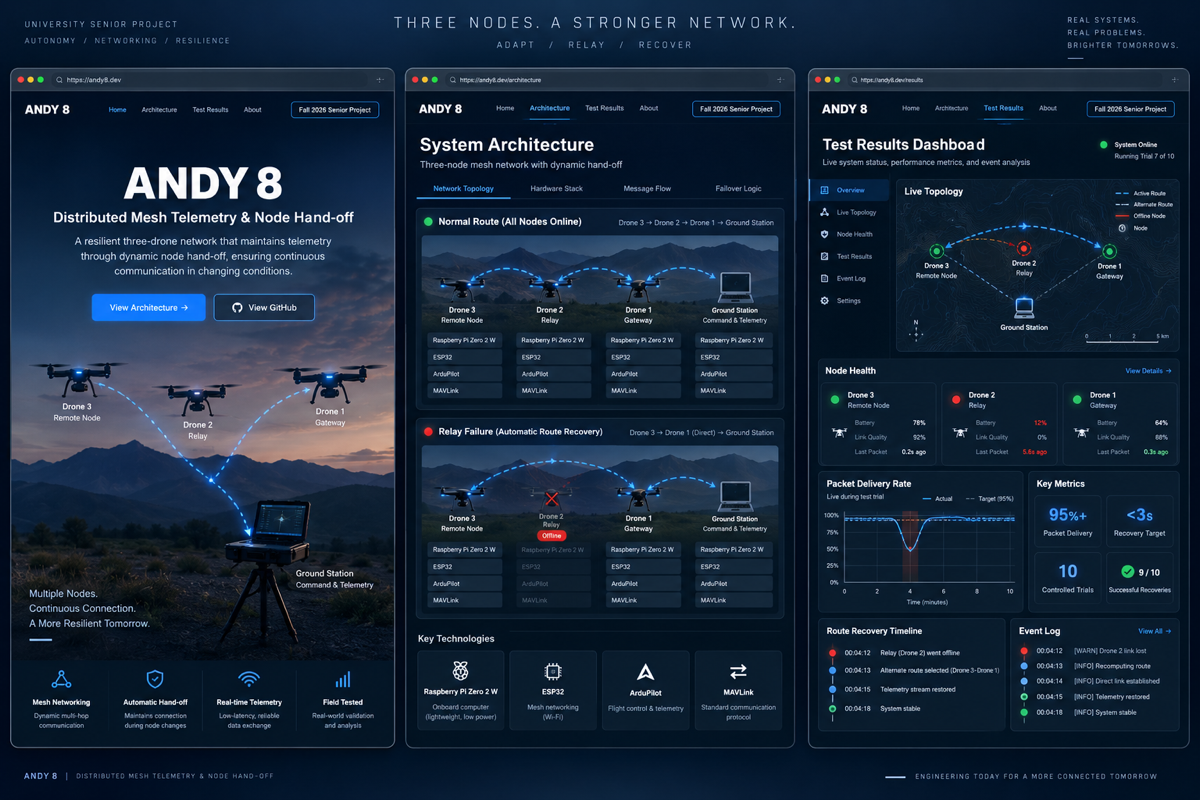 UNIVERSITY SENIOR PROJECT
AUTONOMY / NETWORKING / RESILIENCE
THREE NODES. A STRONGER NETWORK.
ADAPT / RELAY / RECOVER
REAL SYSTEMS.
REAL PROBLEMS.
BRIGHTER TOMORROWS.
https://andy8.dev
ANDY 8
Home Architecture Test Results About
Fall 2026 Senior Project
ANDY 8
Distributed Mesh Telemetry & Node Hand-off
A resilient three-drone network that maintains telemetry
through dynamic node hand-off, ensuring continuous
communication in changing conditions.
View Architecture →
View GitHub
Drone 3
Remote Node
Drone 2
Relay
Drone 1
Gateway
Ground Station
Command & Telemetry
Multiple Nodes.
Continuous Connection.
A More Resilient Tomorrow.
Mesh Networking
Dynamic multi-hop
communication
Automatic Hand-off
Maintains connection
during node changes
Real-time Telemetry
Low-latency, reliable
data exchange
Field Tested
Real-world validation
and analysis
https://andy8.dev/architecture
ANDY 8
Home Architecture Test Results About
Fall 2026 Senior Project
System Architecture
Three-node mesh network with dynamic hand-off
Network Topology Hardware Stack Message Flow Failover Logic
Normal Route (All Nodes Online)
Drone 3 → Drone 2 → Drone 1 → Ground Station
Drone 3
Remote Node
Drone 2
Relay
Drone 1
Gateway
Ground Station
Command & Telemetry
Raspberry Pi Zero 2 W Raspberry Pi Zero 2 W Raspberry Pi Zero 2 W Raspberry Pi Zero 2 W
ESP32 ESP32 ESP32 ESP32
ArduPilot ArduPilot ArduPilot ArduPilot
MAVLink MAVLink MAVLink MAVLink
Relay Failure (Automatic Route Recovery)
Drone 3 → Drone 1 (Direct) → Ground Station
Drone 3
Remote Node
Drone 2
Relay
Offline
Drone 1
Gateway
Ground Station
Command & Telemetry
Raspberry Pi Zero 2 W Raspberry Pi Zero 2 W Raspberry Pi Zero 2 W Raspberry Pi Zero 2 W
ESP32 ESP32 ESP32 ESP32
ArduPilot ArduPilot ArduPilot ArduPilot
MAVLink MAVLink MAVLink MAVLink
Key Technologies
Raspberry Pi Zero 2 W
Onboard computer
(lightweight, low power)
ESP32
Mesh networking
(Wi-Fi)
ArduPilot
Flight control & telemetry
MAVLink
Standard communication
protocol
https://andy8.dev/results
ANDY 8
Home Architecture Test Results About
Fall 2026 Senior Project
Test Results Dashboad
Live system status, performance metrics, and event analysis
System Online
Running Trial 7 of 10
Overview
Live Topology
Node Health
Test Results
Event Log
Settings
Live Topology
Active Route
Alternate Route
Offline Node
Node
Drone 3
Remote Node
Drone 2
Relay
Drone 1
Gateway
Ground Station
N
0 1 2 5 km
Node Health
View Details →
Drone 3
Remote Node
Battery 78%
Link Quality 92%
Last Packet 0.2s ago
Drone 2
Relay
Battery 12%
Link Quality 0%
Last Packet 5.6s ago
Drone 1
Gateway
Battery 64%
Link Quality 88%
Last Packet 0.3s ago
Packet Delivery Rate
Live during test trial
Actual Target (95%)
100%
75%
50%
25%
0%
0 2 4 6 8 10
Time (minutes)
Key Metrics
95%+
Packet Delivery
<3s
Recovery Target
10
Controlled Trials
9 / 10
Successful Recoveries
Route Recovery Timeline
00:04:12 Relay (Drone 2) went offline
00:04:13 Alternate route selected (Drone 3-Drone 1)
00:04:15 Telemetry stream restored
00:04:18 System stable
Event Log
View All →
00:04:12 [WARN] Drone 2 link lost
00:04:13 [INFO] Recomputing route
00:04:14 [INFO] Direct link established
00:04:15 [INFO] Telemetry restored
00:04:18 [INFO] System stable
ANDY 8 | DISTRIBUTED MESH TELEMETRY & NODE HAND-OFF
ENGINEERING TODAY FOR A MORE CONNECTED TOMORROW